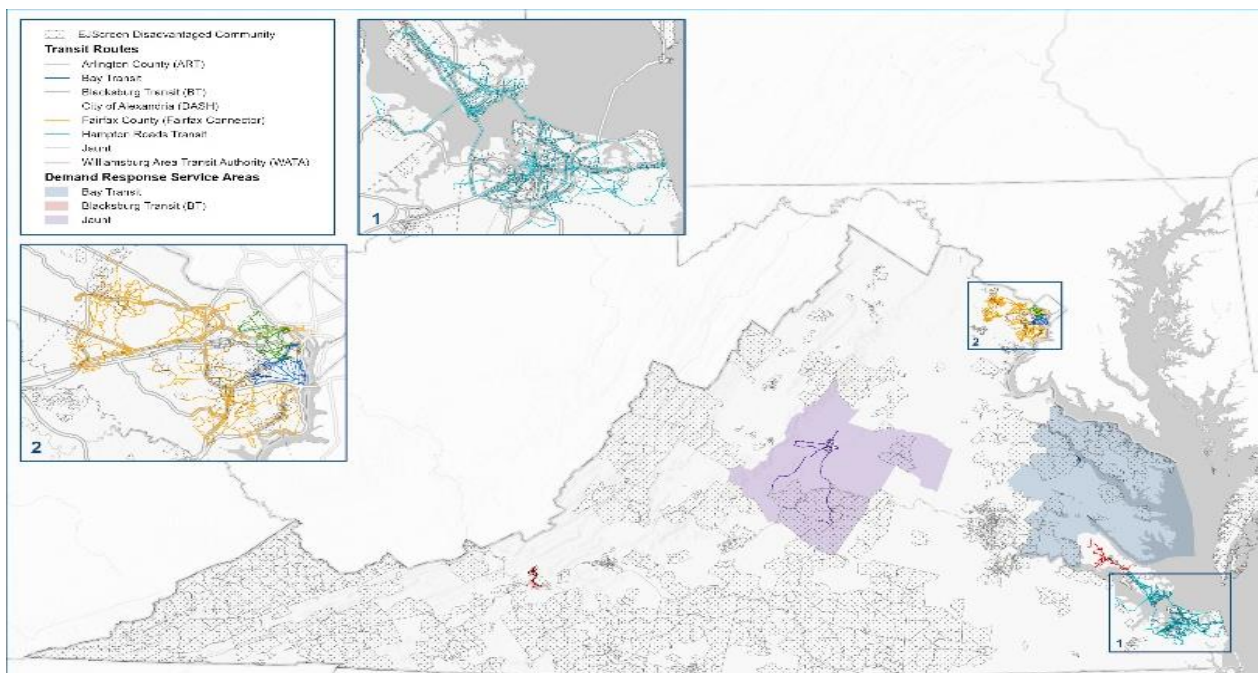 EJScreen Disadvantaged Community
Transit Routes
Arlington County (ART)
Bay Transit
Blacksburg Transit (BT)
City of Alexandria (DASH)
Fairfax County (Fairfax Connector)
Hampton Roads Transit
Jaunt
Williamsburg Area Transit Authority (WATA)
Demand Response Service Areas
Bay Transit
Blacksburg Transit (BT)
Jaunt
1
2
2
1